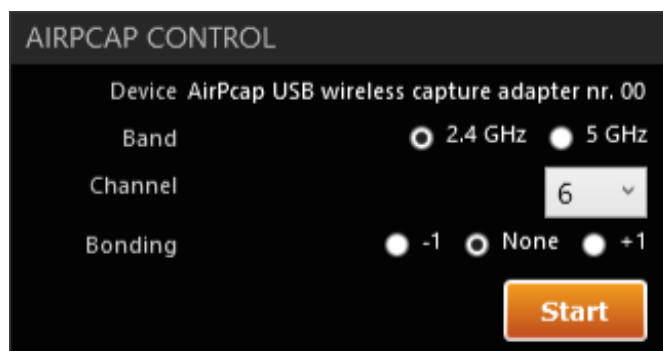 AIRPCAP CONTROL
Device AirPcap USB wireless capture adapter nr. 00
Band 2.4 GHz 5 GHz
Channel 6
Bonding -1 None +1
Start